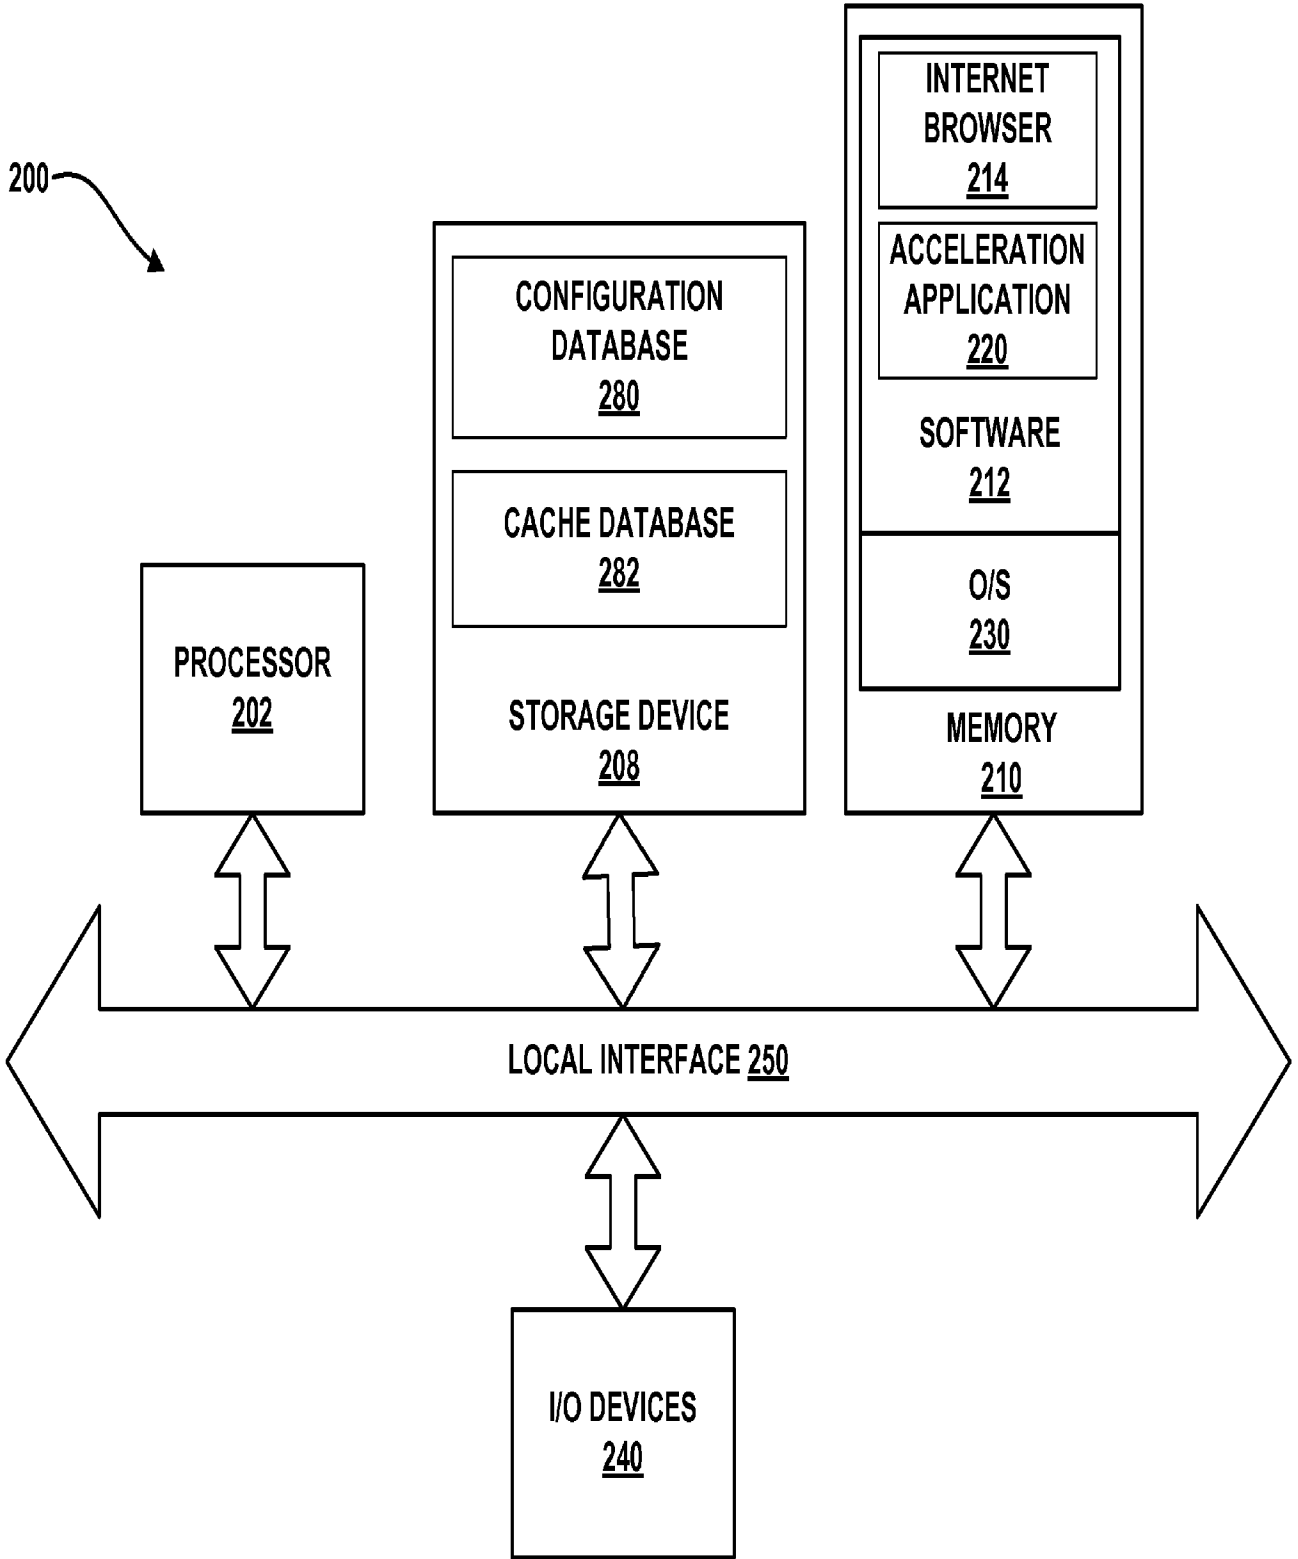 200
INTERNET
BROWSER
214
ACCELERATION
APPLICATION
220
SOFTWARE
212
O/S
230
MEMORY
210
CONFIGURATION
DATABASE
280
CACHE DATABASE
282
STORAGE DEVICE
208
PROCESSOR
202
LOCAL INTERFACE 250
I/O DEVICES
240